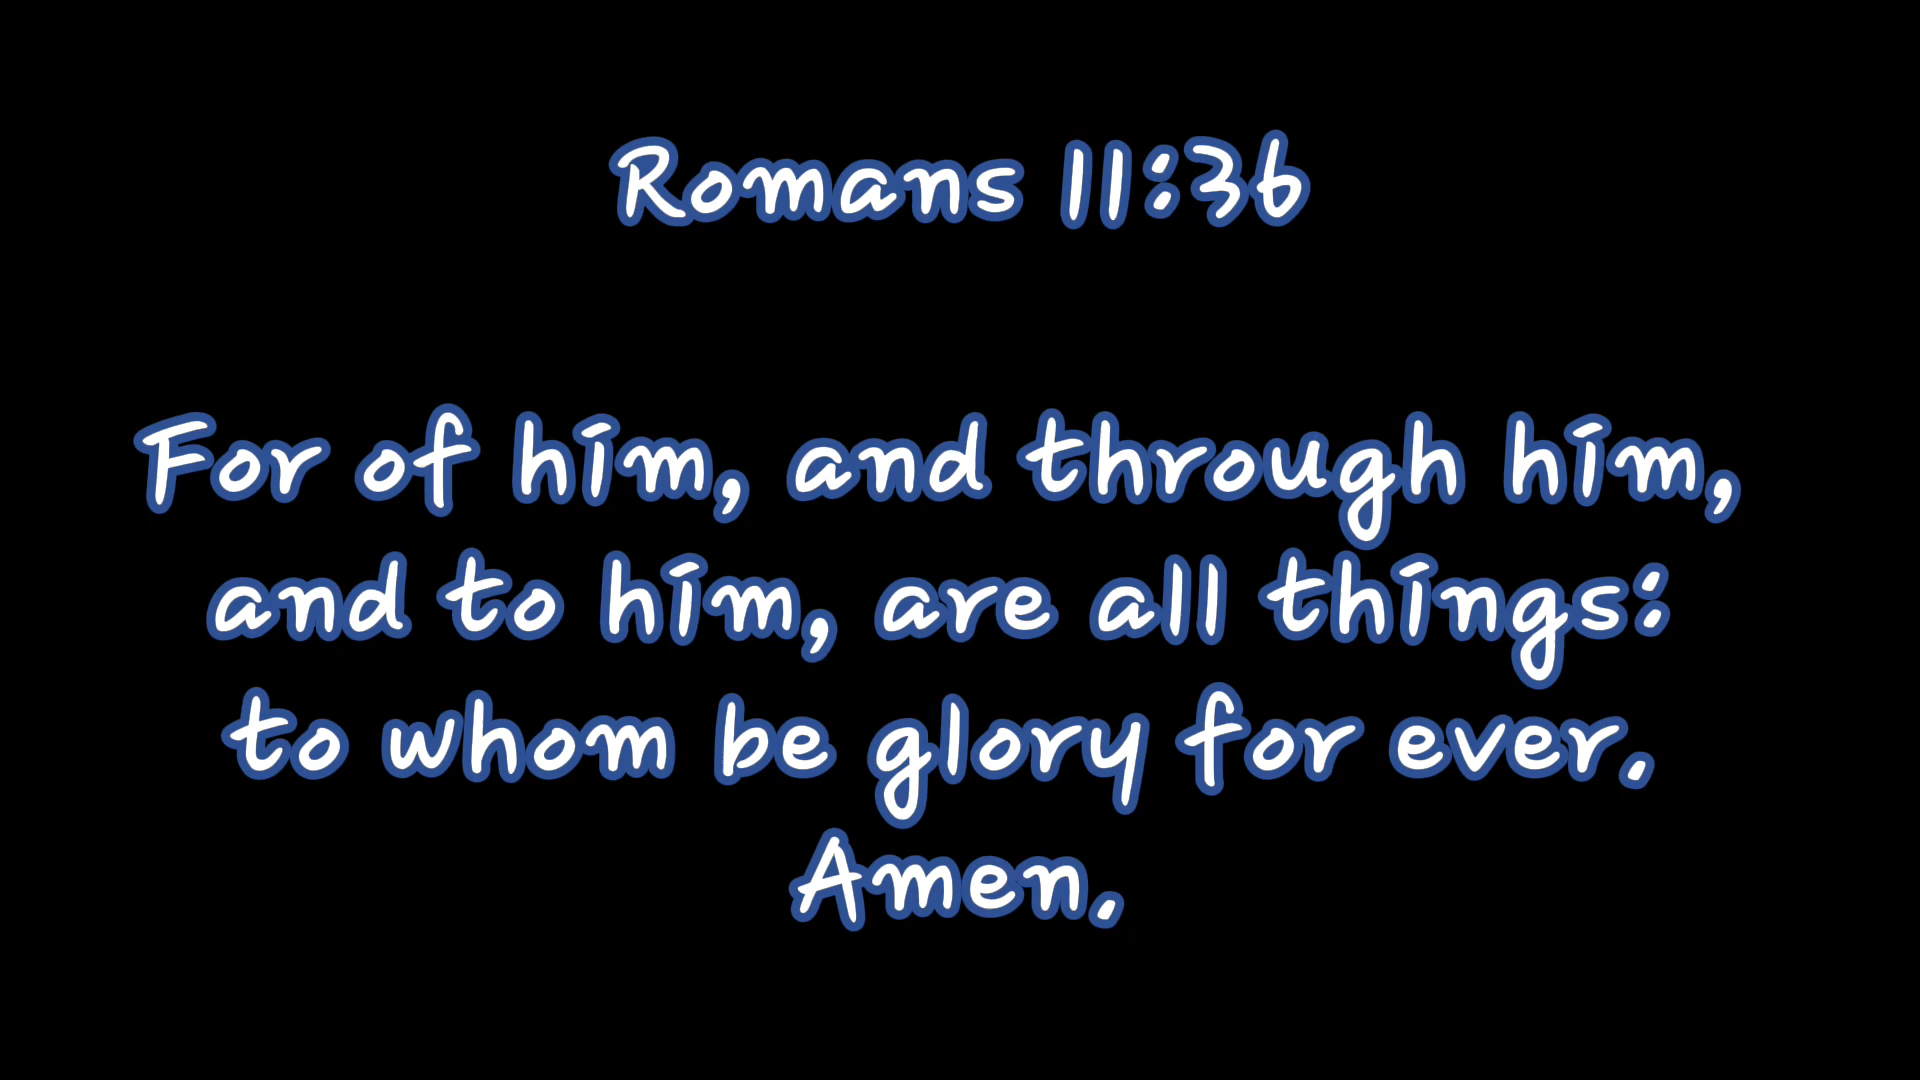 Romans 11:36
For of him, and through him,
and to him, are all things:
to whom be glory for ever.
Amen.